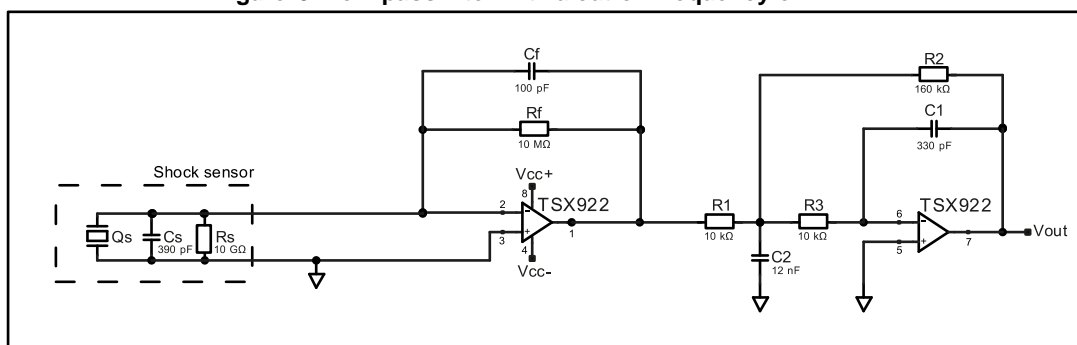 Cf
100 pF
Rf
10 MΩ
R2
160 kΩ
C1
330 pF
Shock sensor
Vcc+
8
TSX922
2
-
3
+
1
4
Vcc-
Qs
Cs
390 pF
Rs
10 GΩ
R1
10 kΩ
R3
10 kΩ
C2
12 nF
TSX922
6
-
5
+
7
Vout